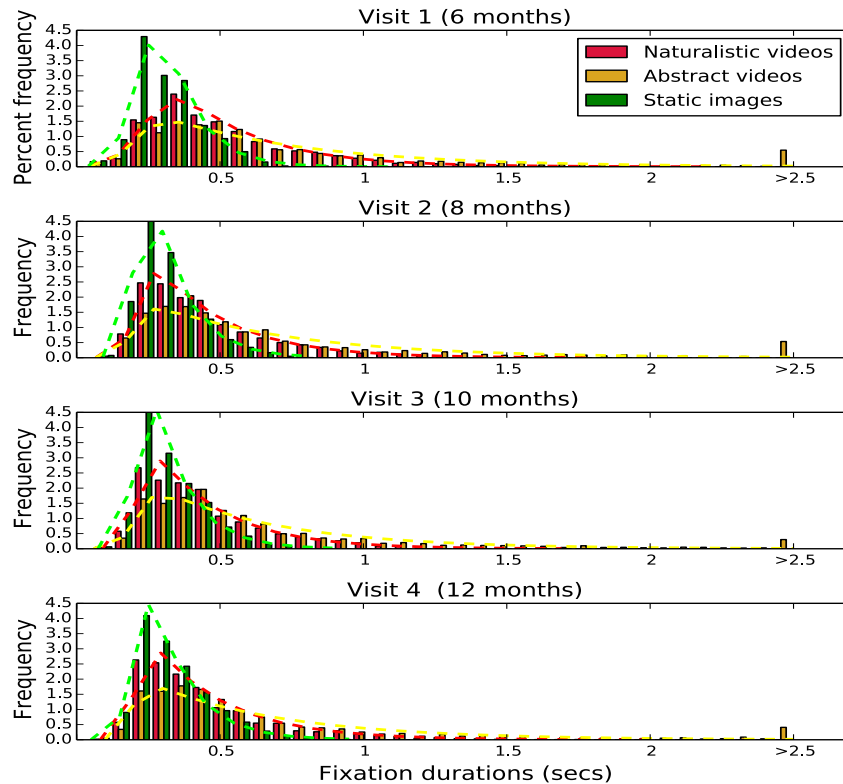 Visit 1 (6 months)
Percent frequency
4.5
4.0
3.5
3.0
2.5
2.0
1.5
1.0
0.5
0.0
Naturalistic videos
Abstract videos
Static images
0.5 1 1.5 2 >2.5
Visit 2 (8 months)
Frequency
4.5
4.0
3.5
3.0
2.5
2.0
1.5
1.0
0.5
0.0
0.5 1 1.5 2 >2.5
Visit 3 (10 months)
Frequency
4.5
4.0
3.5
3.0
2.5
2.0
1.5
1.0
0.5
0.0
0.5 1 1.5 2 >2.5
Visit 4 (12 months)
Frequency
4.5
4.0
3.5
3.0
2.5
2.0
1.5
1.0
0.5
0.0
0.5 1 1.5 2 >2.5
Fixation durations (secs)